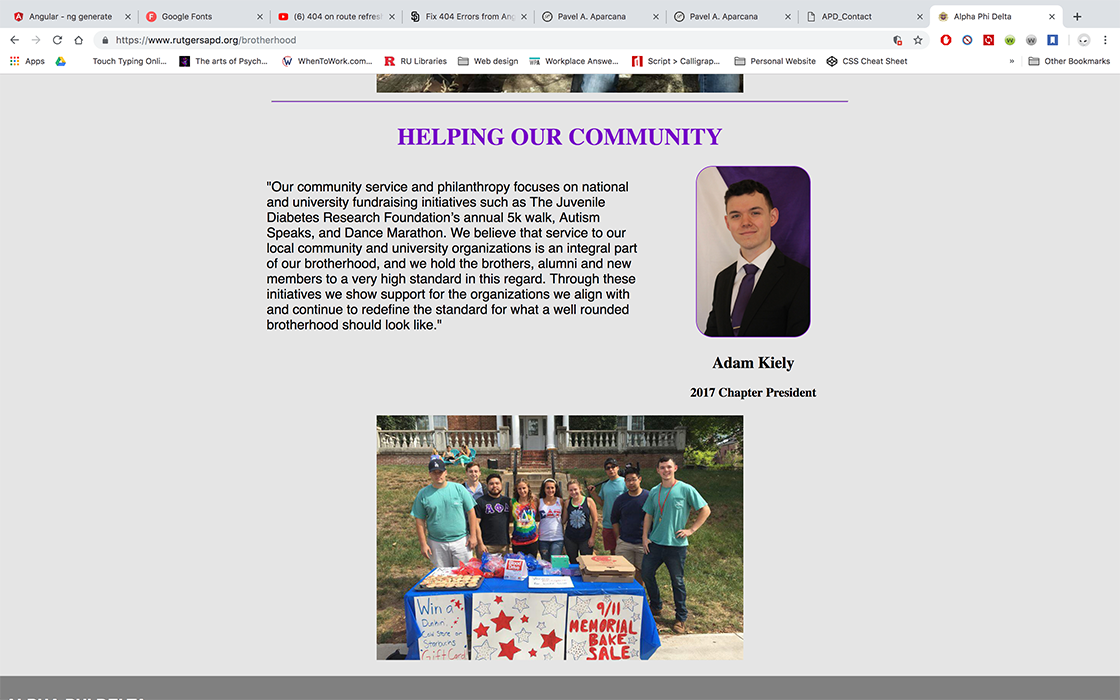 Angular - ng generate
Google Fonts
(6) 404 on route refres
Fix 404 Errors from Ang
Pavel A. Aparcana
Pavel A. Aparcana
APD_Contact
Alpha Phi Delta
https://www.rutgersapd.org/brotherhood
Apps
Touch Typing Onli...
The arts of Psych...
WhenToWork.com...
RU Libraries
Web design
Workplace Answe...
Script > Calligrap...
Personal Website
CSS Cheat Sheet
»
Other Bookmarks
HELPING OUR COMMUNITY
"Our community service and philanthropy focuses on national
and university fundraising initiatives such as The Juvenile
Diabetes Research Foundation's annual 5k walk, Autism
Speaks, and Dance Marathon. We believe that service to our
local community and university organizations is an integral part
of our brotherhood, and we hold the brothers, alumni and new
members to a very high standard in this regard. Through these
initiatives we show support for the organizations we align with
and continue to redefine the standard for what a well rounded
brotherhood should look like."
Adam Kiely
2017 Chapter President
ΑΦΔ
Win a
Dunkin,
Cold Stone or
Starbucks
Gift Card
9/11
MEMORIAL
BAKE
SALE